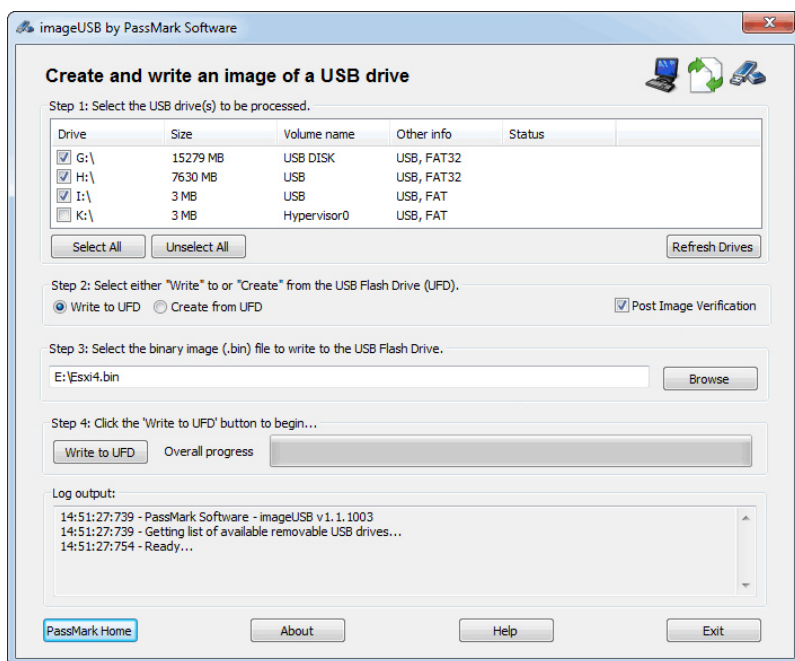 imageUSB by PassMark Software
Create and write an image of a USB drive
Step 1: Select the USB drive(s) to be processed.
Drive Size Volume name Other info Status
G:\ 15279 MB USB DISK USB, FAT32
H:\ 7630 MB USB USB, FAT32
I:\ 3 MB USB USB, FAT
K:\ 3 MB Hypervisor0 USB, FAT
Select All Unselect All Refresh Drives
Step 2: Select either "Write" to or "Create" from the USB Flash Drive (UFD).
Write to UFD Create from UFD Post Image Verification
Step 3: Select the binary image (.bin) file to write to the USB Flash Drive.
E:\Esxi4.bin Browse
Step 4: Click the 'Write to UFD' button to begin...
Write to UFD Overall progress
Log output:
14:51:27:739 - PassMark Software - imageUSB v1.1.1003
14:51:27:739 - Getting list of available removable USB drives...
14:51:27:754 - Ready...
PassMark Home About Help Exit